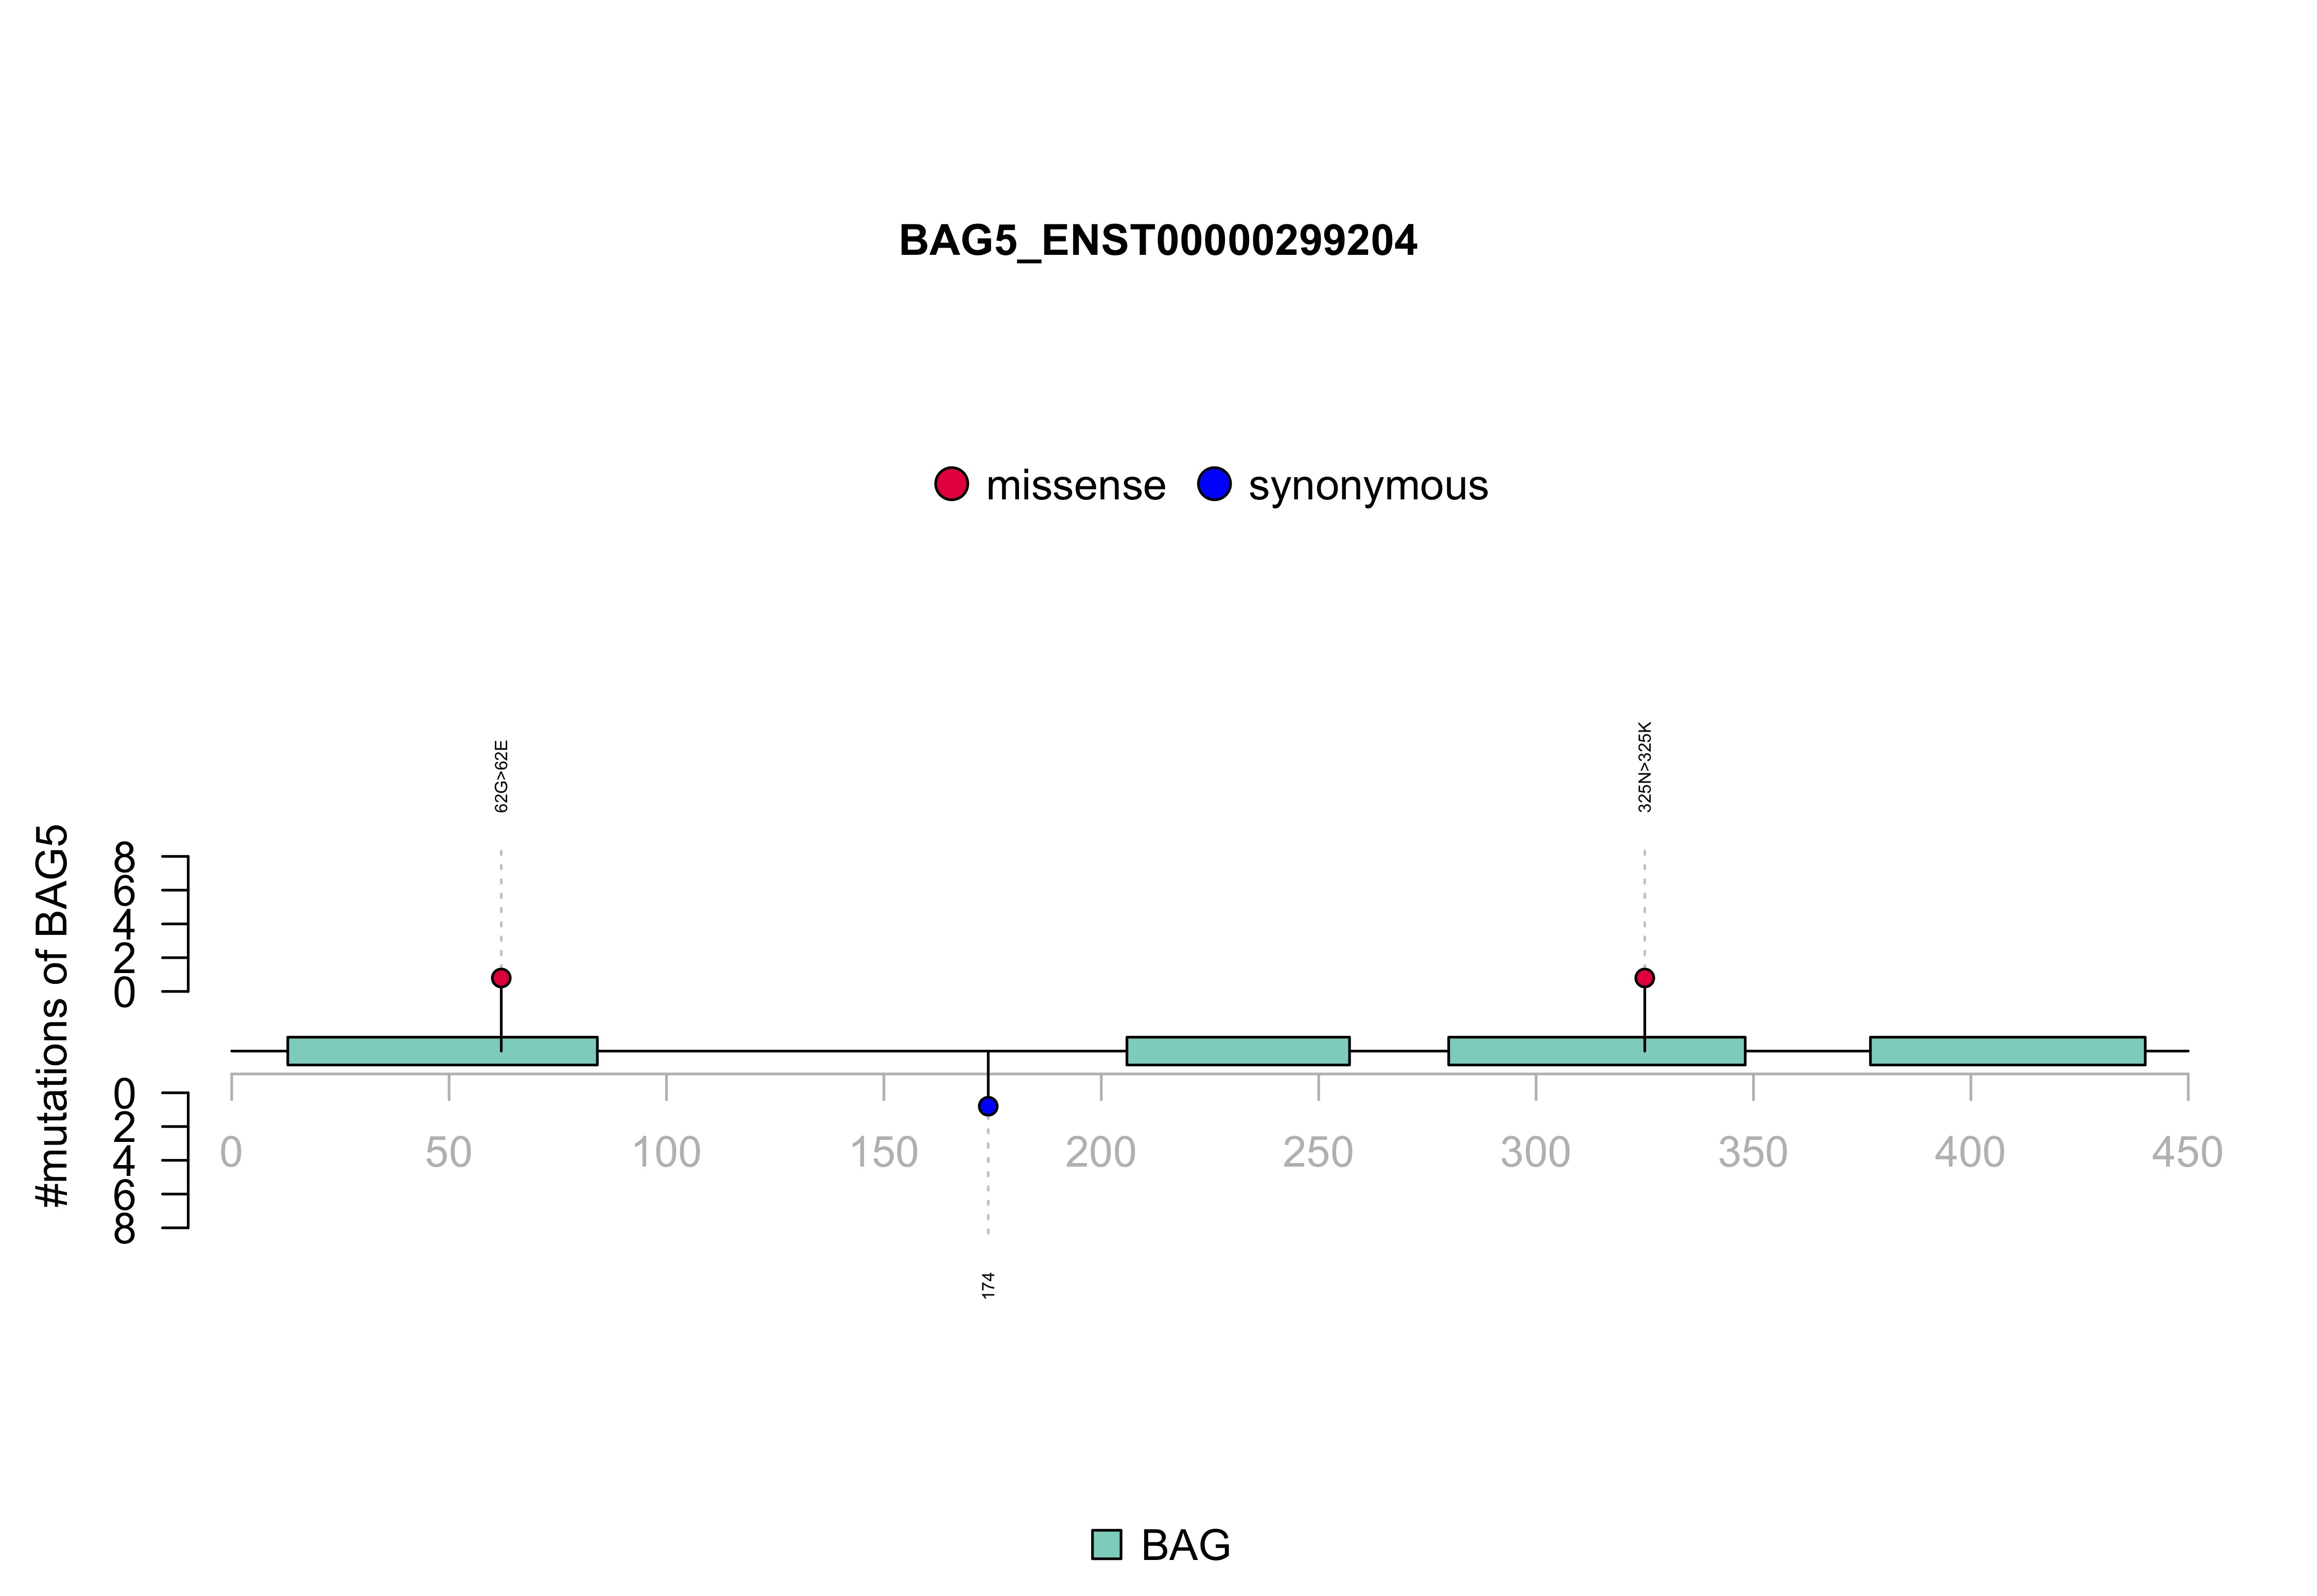 BAG5_ENST00000299204
missense synonymous
62G>62E
325N>325K
#mutations of BAG5
8
6
4
2
0
0
2
4
6
8
0 50 100 150 200 250 300 350 400 450
174
BAG